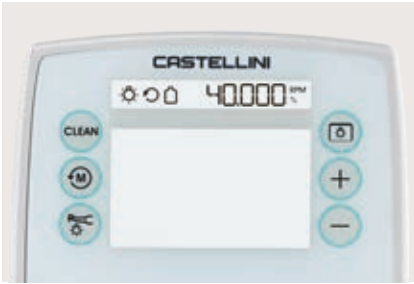 CASTELLINI
40.000 RPM %
CLEAN
M
+
−